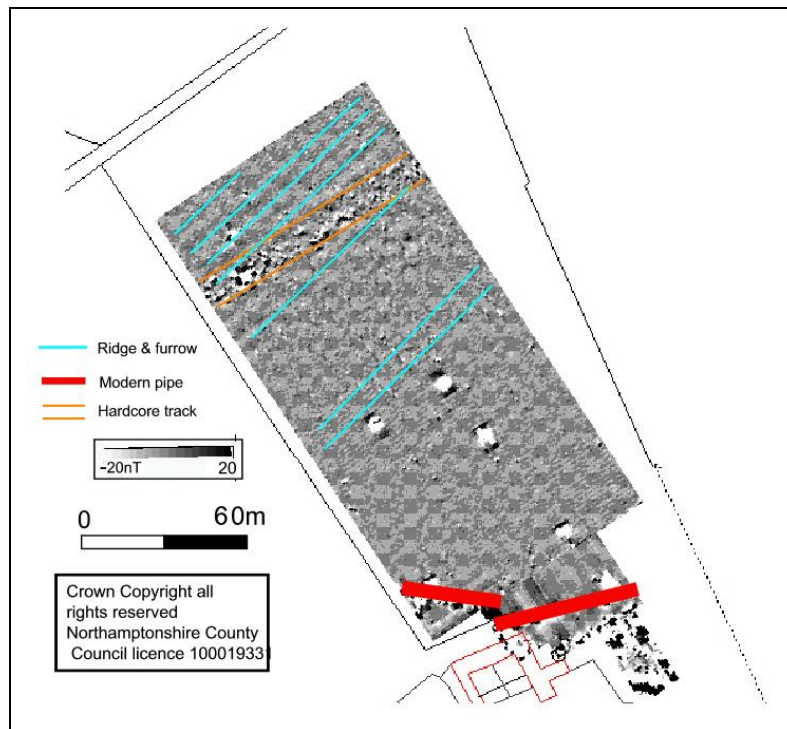 Ridge & furrow
Modern pipe
Hardcore track
-20nT 20
0 60m
Crown Copyright all
rights reserved
Northamptonshire County
Council licence 100019331